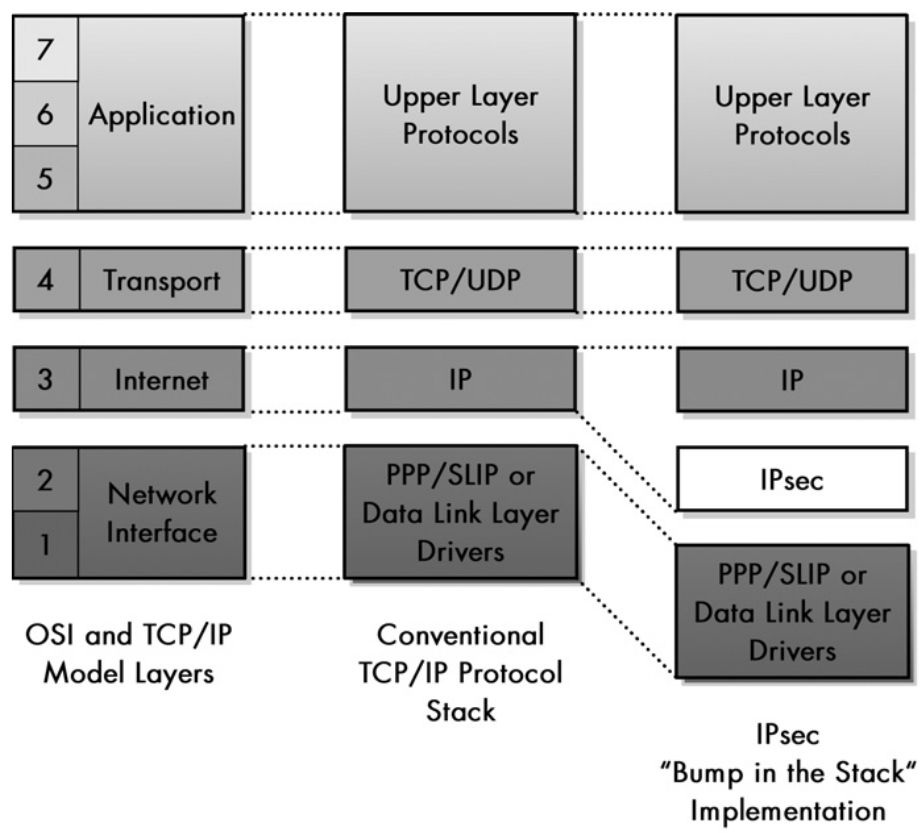 7
6
5
Application
Upper Layer
Protocols
Upper Layer
Protocols
4
Transport
TCP/UDP
TCP/UDP
3
Internet
IP
IP
2
1
Network
Interface
PPP/SLIP or
Data Link Layer
Drivers
IPsec
PPP/SLIP or
Data Link Layer
Drivers
OSI and TCP/IP
Model Layers
Conventional
TCP/IP Protocol
Stack
IPsec
"Bump in the Stack"
Implementation